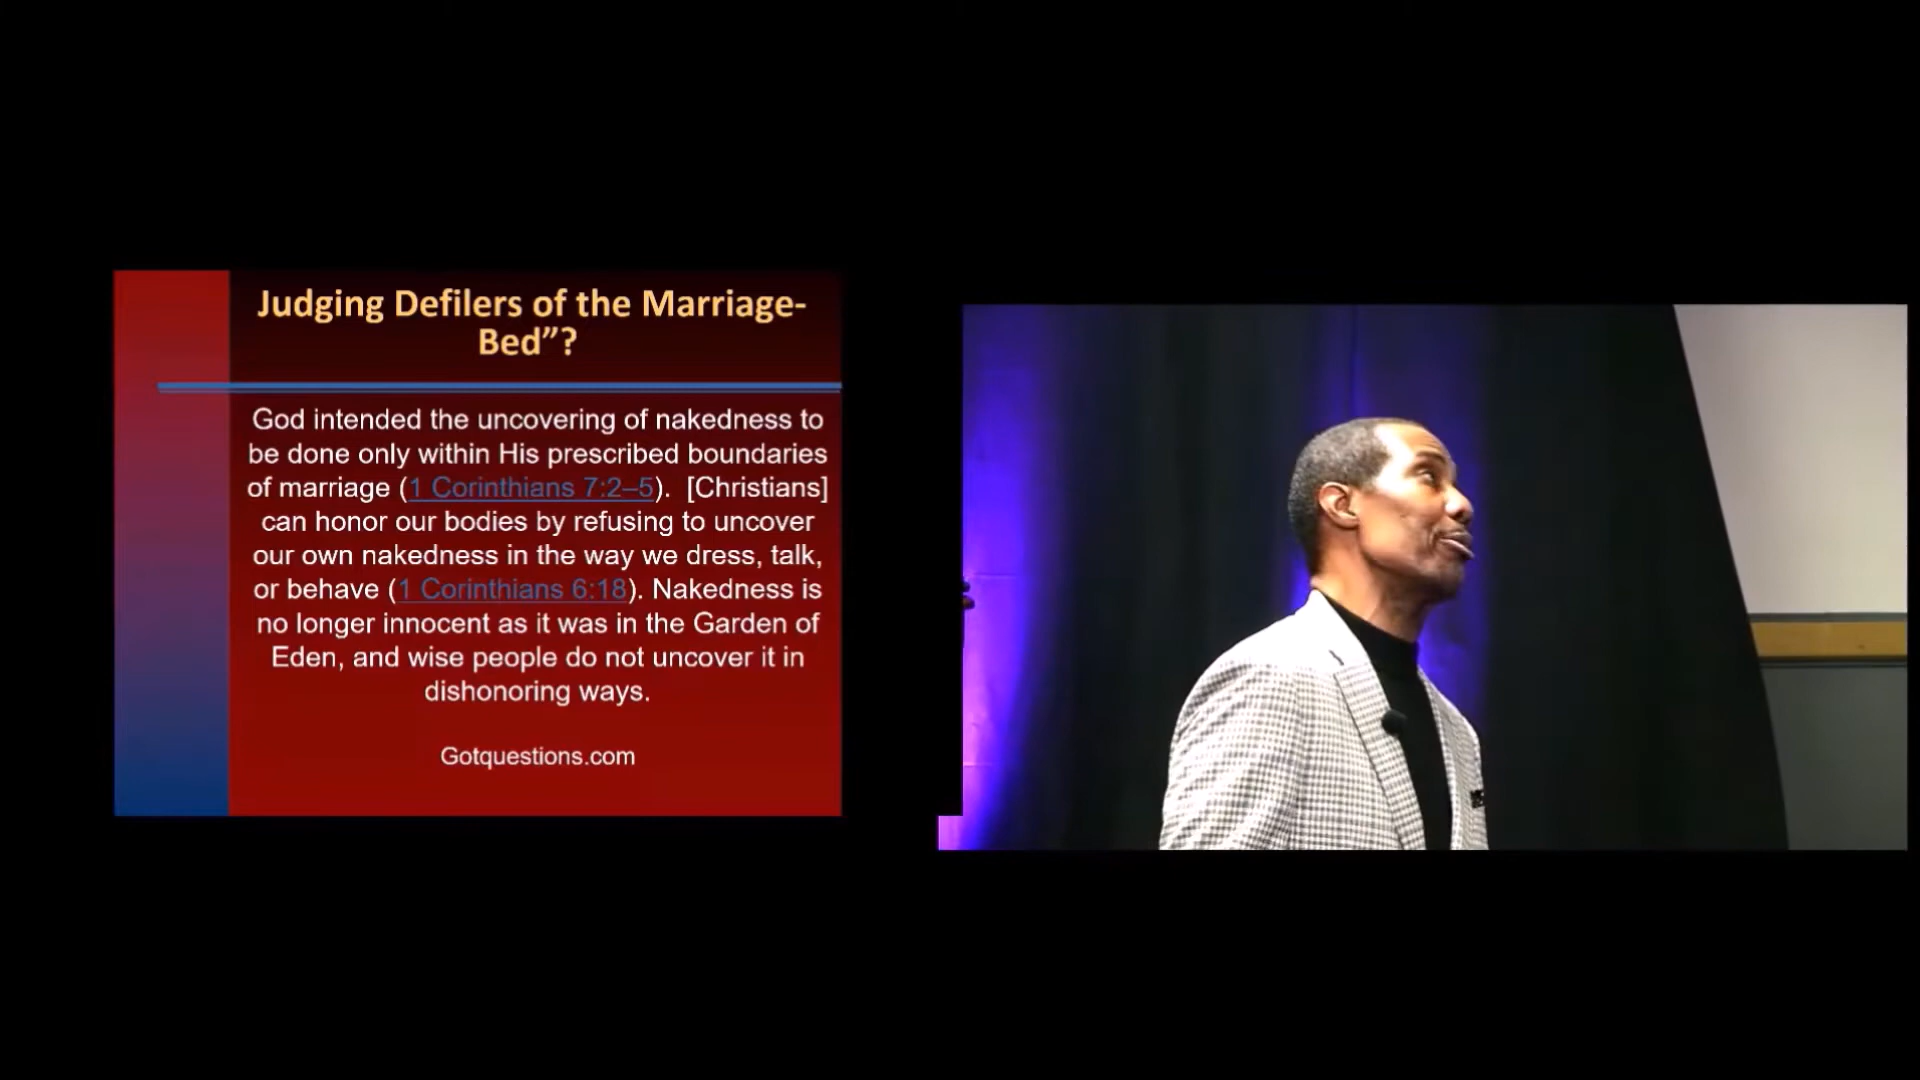 Judging Defilers of the Marriage-
Bed”?
God intended the uncovering of nakedness to
be done only within His prescribed boundaries
of marriage (1 Corinthians 7:2–5). [Christians]
can honor our bodies by refusing to uncover
our own nakedness in the way we dress, talk,
or behave (1 Corinthians 6:18). Nakedness is
no longer innocent as it was in the Garden of
Eden, and wise people do not uncover it in
dishonoring ways.
Gotquestions.com